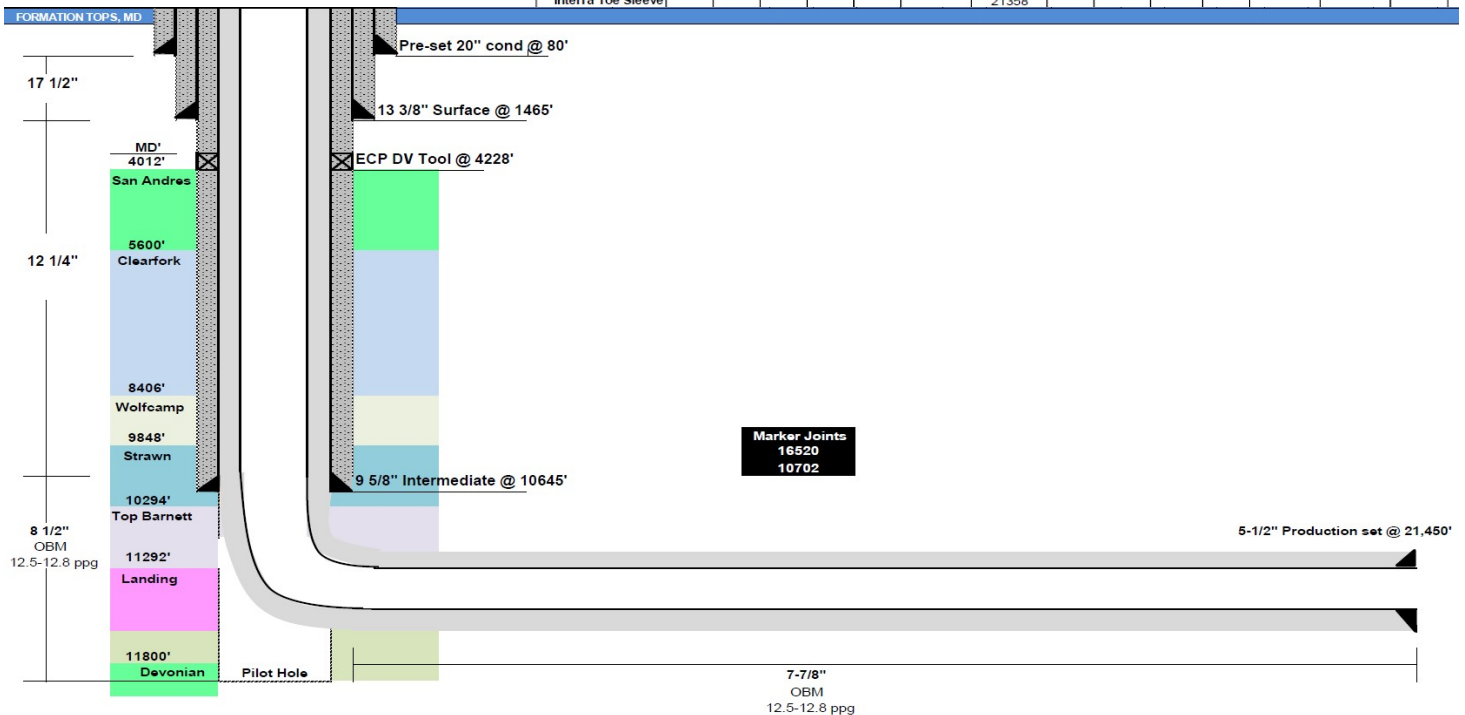 Interra Toe Sleeve 21358
FORMATION TOPS, MD
Pre-set 20" cond @ 80'
17 1/2"
13 3/8" Surface @ 1465'
MD'
4012'
ECP DV Tool @ 4228'
San Andres
5600'
12 1/4"
Clearfork
8406'
Wolfcamp
9848'
Strawn
Marker Joints
16520
10702
9 5/8" Intermediate @ 10645'
10294'
Top Barnett
8 1/2"
OBM
12.5-12.8 ppg
5-1/2" Production set @ 21,450'
11292'
Landing
11800'
Devonian
Pilot Hole
7-7/8"
OBM
12.5-12.8 ppg